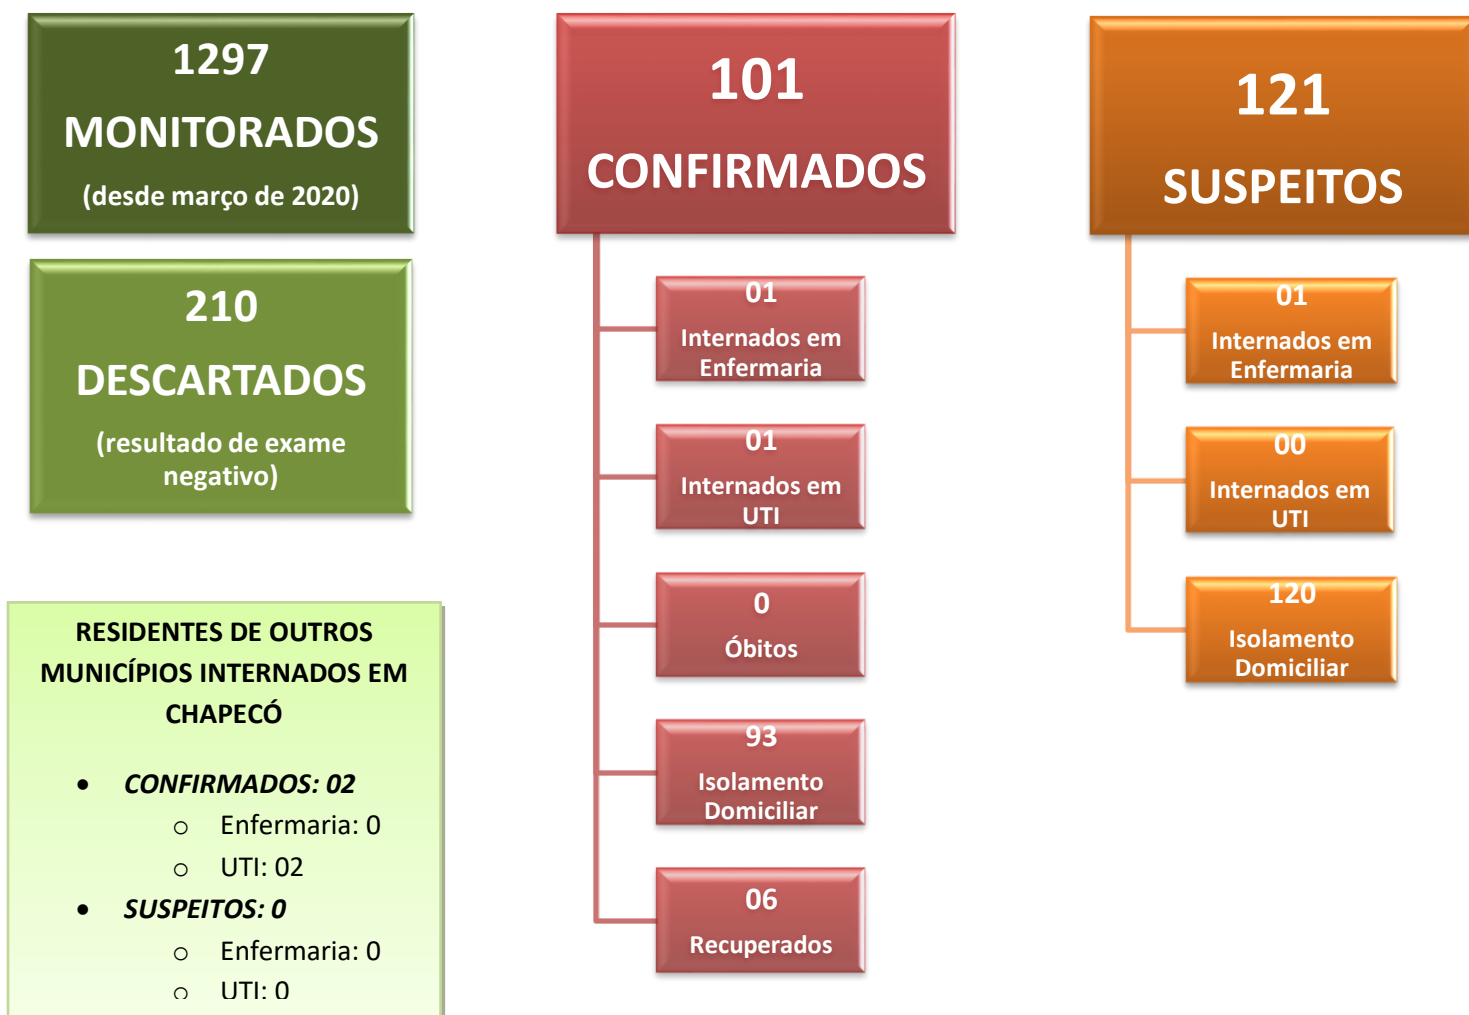 1297
MONITORADOS
(desde março de 2020)
210
DESCARTADOS
(resultado de exame
negativo)
RESIDENTES DE OUTROS
MUNICÍPIOS INTERNADOS EM
CHAPECÓ
• CONFIRMADOS: 02
o Enfermaria: 0
o UTI: 02
• SUSPEITOS: 0
o Enfermaria: 0
o UTI: 0
101
CONFIRMADOS
01
Internados em
Enfermaria
01
Internados em
UTI
0
Óbitos
93
Isolamento
Domiciliar
06
Recuperados
121
SUSPEITOS
01
Internados em
Enfermaria
00
Internados em
UTI
120
Isolamento
Domiciliar